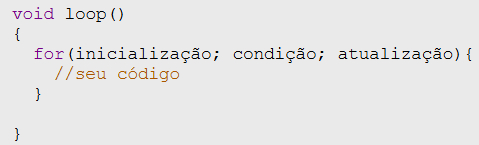 void loop()
{
for(inicialização; condição; atualização){
//seu código
}
}